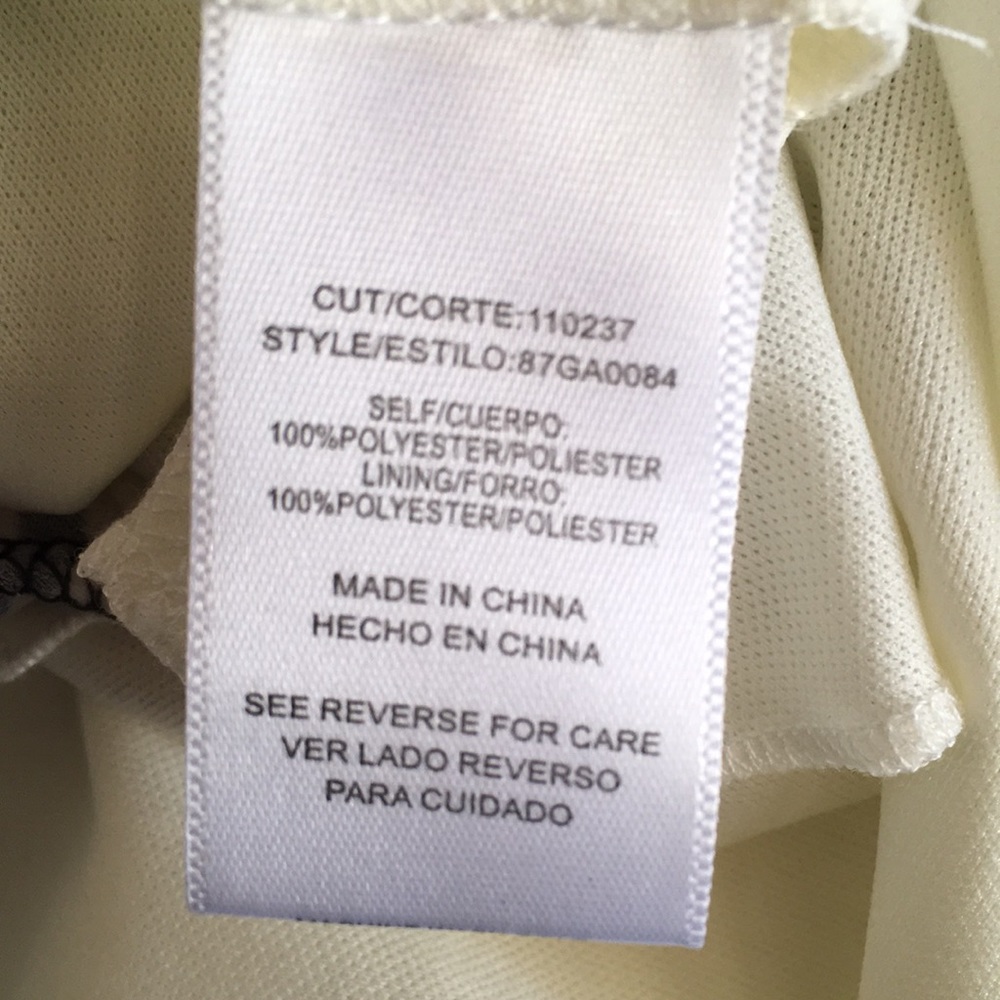 CUT/CORTE:110237
STYLE/ESTILO:87GA0084
SELF/CUERPO:
100%POLYESTER/POLIESTER
LINING/FORRO:
100%POLYESTER/POLIESTER
MADE IN CHINA
HECHO EN CHINA
SEE REVERSE FOR CARE
VER LADO REVERSO
PARA CUIDADO